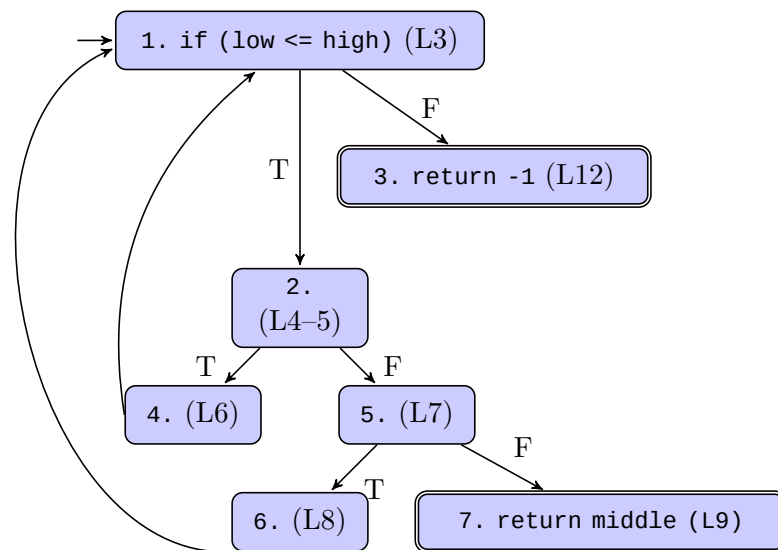 1. if (low <= high) (L3)
F
T
3. return -1 (L12)
2.
(L4–5)
T
F
4. (L6)
5. (L7)
T
F
6. (L8)
7. return middle (L9)